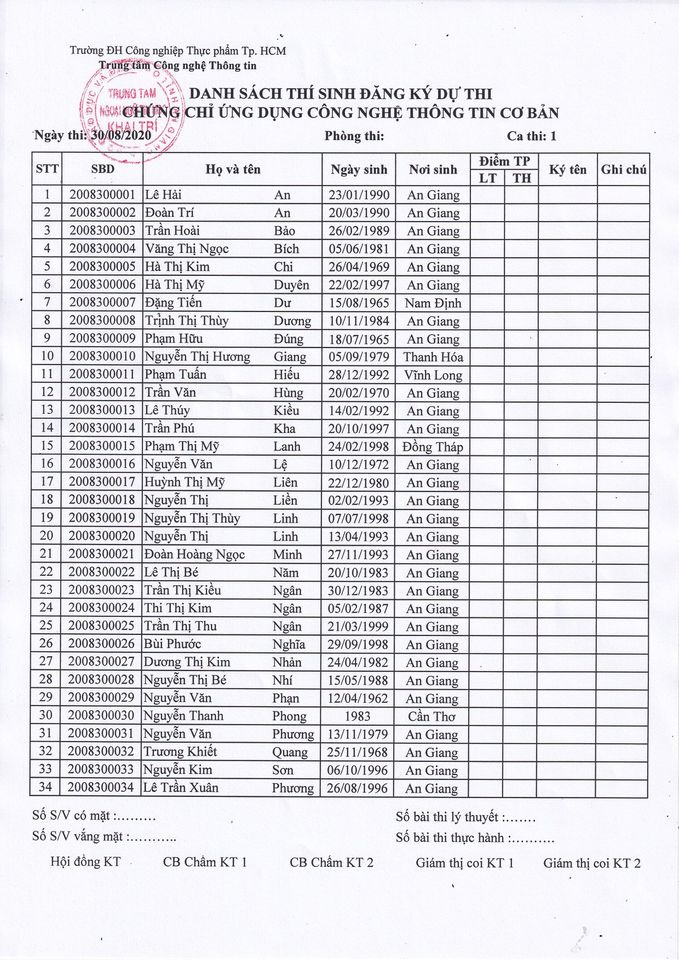 Trường ĐH Công nghiệp Thực phẩm Tp. HCM
Trung tâm Công nghệ Thông tin
TRUNG TAM
KHAI TRÍ
DANH SÁCH THÍ SINH ĐĂNG KÝ DỰ THI
CHỨNG CHỈ ỨNG DỤNG CÔNG NGHỆ THÔNG TIN CƠ BẢN
Ngày thi: 30/08/2020 Phòng thi: Ca thi: 1
STT SBD Họ và tên Ngày sinh Nơi sinh Điểm TP Ký tên Ghi chú
LT TH
1 2008300001 Lê Hải An 23/01/1990 An Giang
2 2008300002 Đoàn Trí An 20/03/1990 An Giang
3 2008300003 Trần Hoài Bảo 26/02/1989 An Giang
4 2008300004 Văng Thị Ngọc Bích 05/06/1981 An Giang
5 2008300005 Hà Thị Kim Chi 26/04/1969 An Giang
6 2008300006 Hà Thị Mỹ Duyên 22/02/1997 An Giang
7 2008300007 Đặng Tiến Dư 15/08/1965 Nam Định
8 2008300008 Trịnh Thị Thùy Dương 10/11/1984 An Giang
9 2008300009 Phạm Hữu Đúng 18/07/1965 An Giang
10 2008300010 Nguyễn Thị Hương Giang 05/09/1979 Thanh Hóa
11 2008300011 Phạm Tuấn Hiếu 28/12/1992 Vĩnh Long
12 2008300012 Trần Văn Hùng 20/02/1970 An Giang
13 2008300013 Lê Thúy Kiều 14/02/1992 An Giang
14 2008300014 Trần Phú Kha 20/10/1997 An Giang
15 2008300015 Phạm Thị Mỹ Lanh 24/02/1998 Đồng Tháp
16 2008300016 Nguyễn Văn Lệ 10/12/1972 An Giang
17 2008300017 Huỳnh Thị Mỹ Liên 22/12/1980 An Giang
18 2008300018 Nguyễn Thị Liền 02/02/1993 An Giang
19 2008300019 Nguyễn Thị Thùy Linh 07/07/1998 An Giang
20 2008300020 Nguyễn Thị Linh 13/04/1993 An Giang
21 2008300021 Đoàn Hoàng Ngọc Minh 27/11/1993 An Giang
22 2008300022 Lê Thị Bé Năm 20/10/1983 An Giang
23 2008300023 Trần Thị Kiều Ngân 30/12/1983 An Giang
24 2008300024 Thi Thị Kim Ngân 05/02/1987 An Giang
25 2008300025 Trần Thị Thu Ngân 21/03/1999 An Giang
26 2008300026 Bùi Phước Nghĩa 29/09/1998 An Giang
27 2008300027 Dương Thị Kim Nhàn 24/04/1982 An Giang
28 2008300028 Nguyễn Thị Bé Nhí 15/05/1988 An Giang
29 2008300029 Nguyễn Văn Phạn 12/04/1962 An Giang
30 2008300030 Nguyễn Thanh Phong 1983 Cần Thơ
31 2008300031 Nguyễn Văn Phương 13/11/1979 An Giang
32 2008300032 Trương Khiết Quang 25/11/1968 An Giang
33 2008300033 Nguyễn Kim Sơn 06/10/1996 An Giang
34 2008300034 Lê Trần Xuân Phương 26/08/1996 An Giang
Số S/V có mặt :......... Số bài thi lý thuyết :.......
Số S/V vắng mặt :........... Số bài thi thực hành :..........
Hội đồng KT CB Chấm KT 1 CB Chấm KT 2 Giám thị coi KT 1 Giám thị coi KT 2